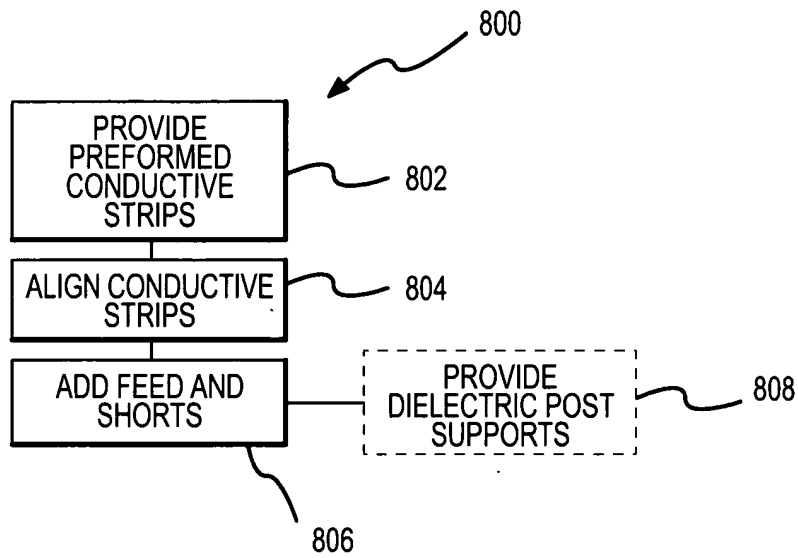 800
PROVIDE
PREFORMED
CONDUCTIVE
STRIPS
802
ALIGN CONDUCTIVE
STRIPS
804
ADD FEED AND
SHORTS
806
PROVIDE
DIELECTRIC POST
SUPPORTS
808